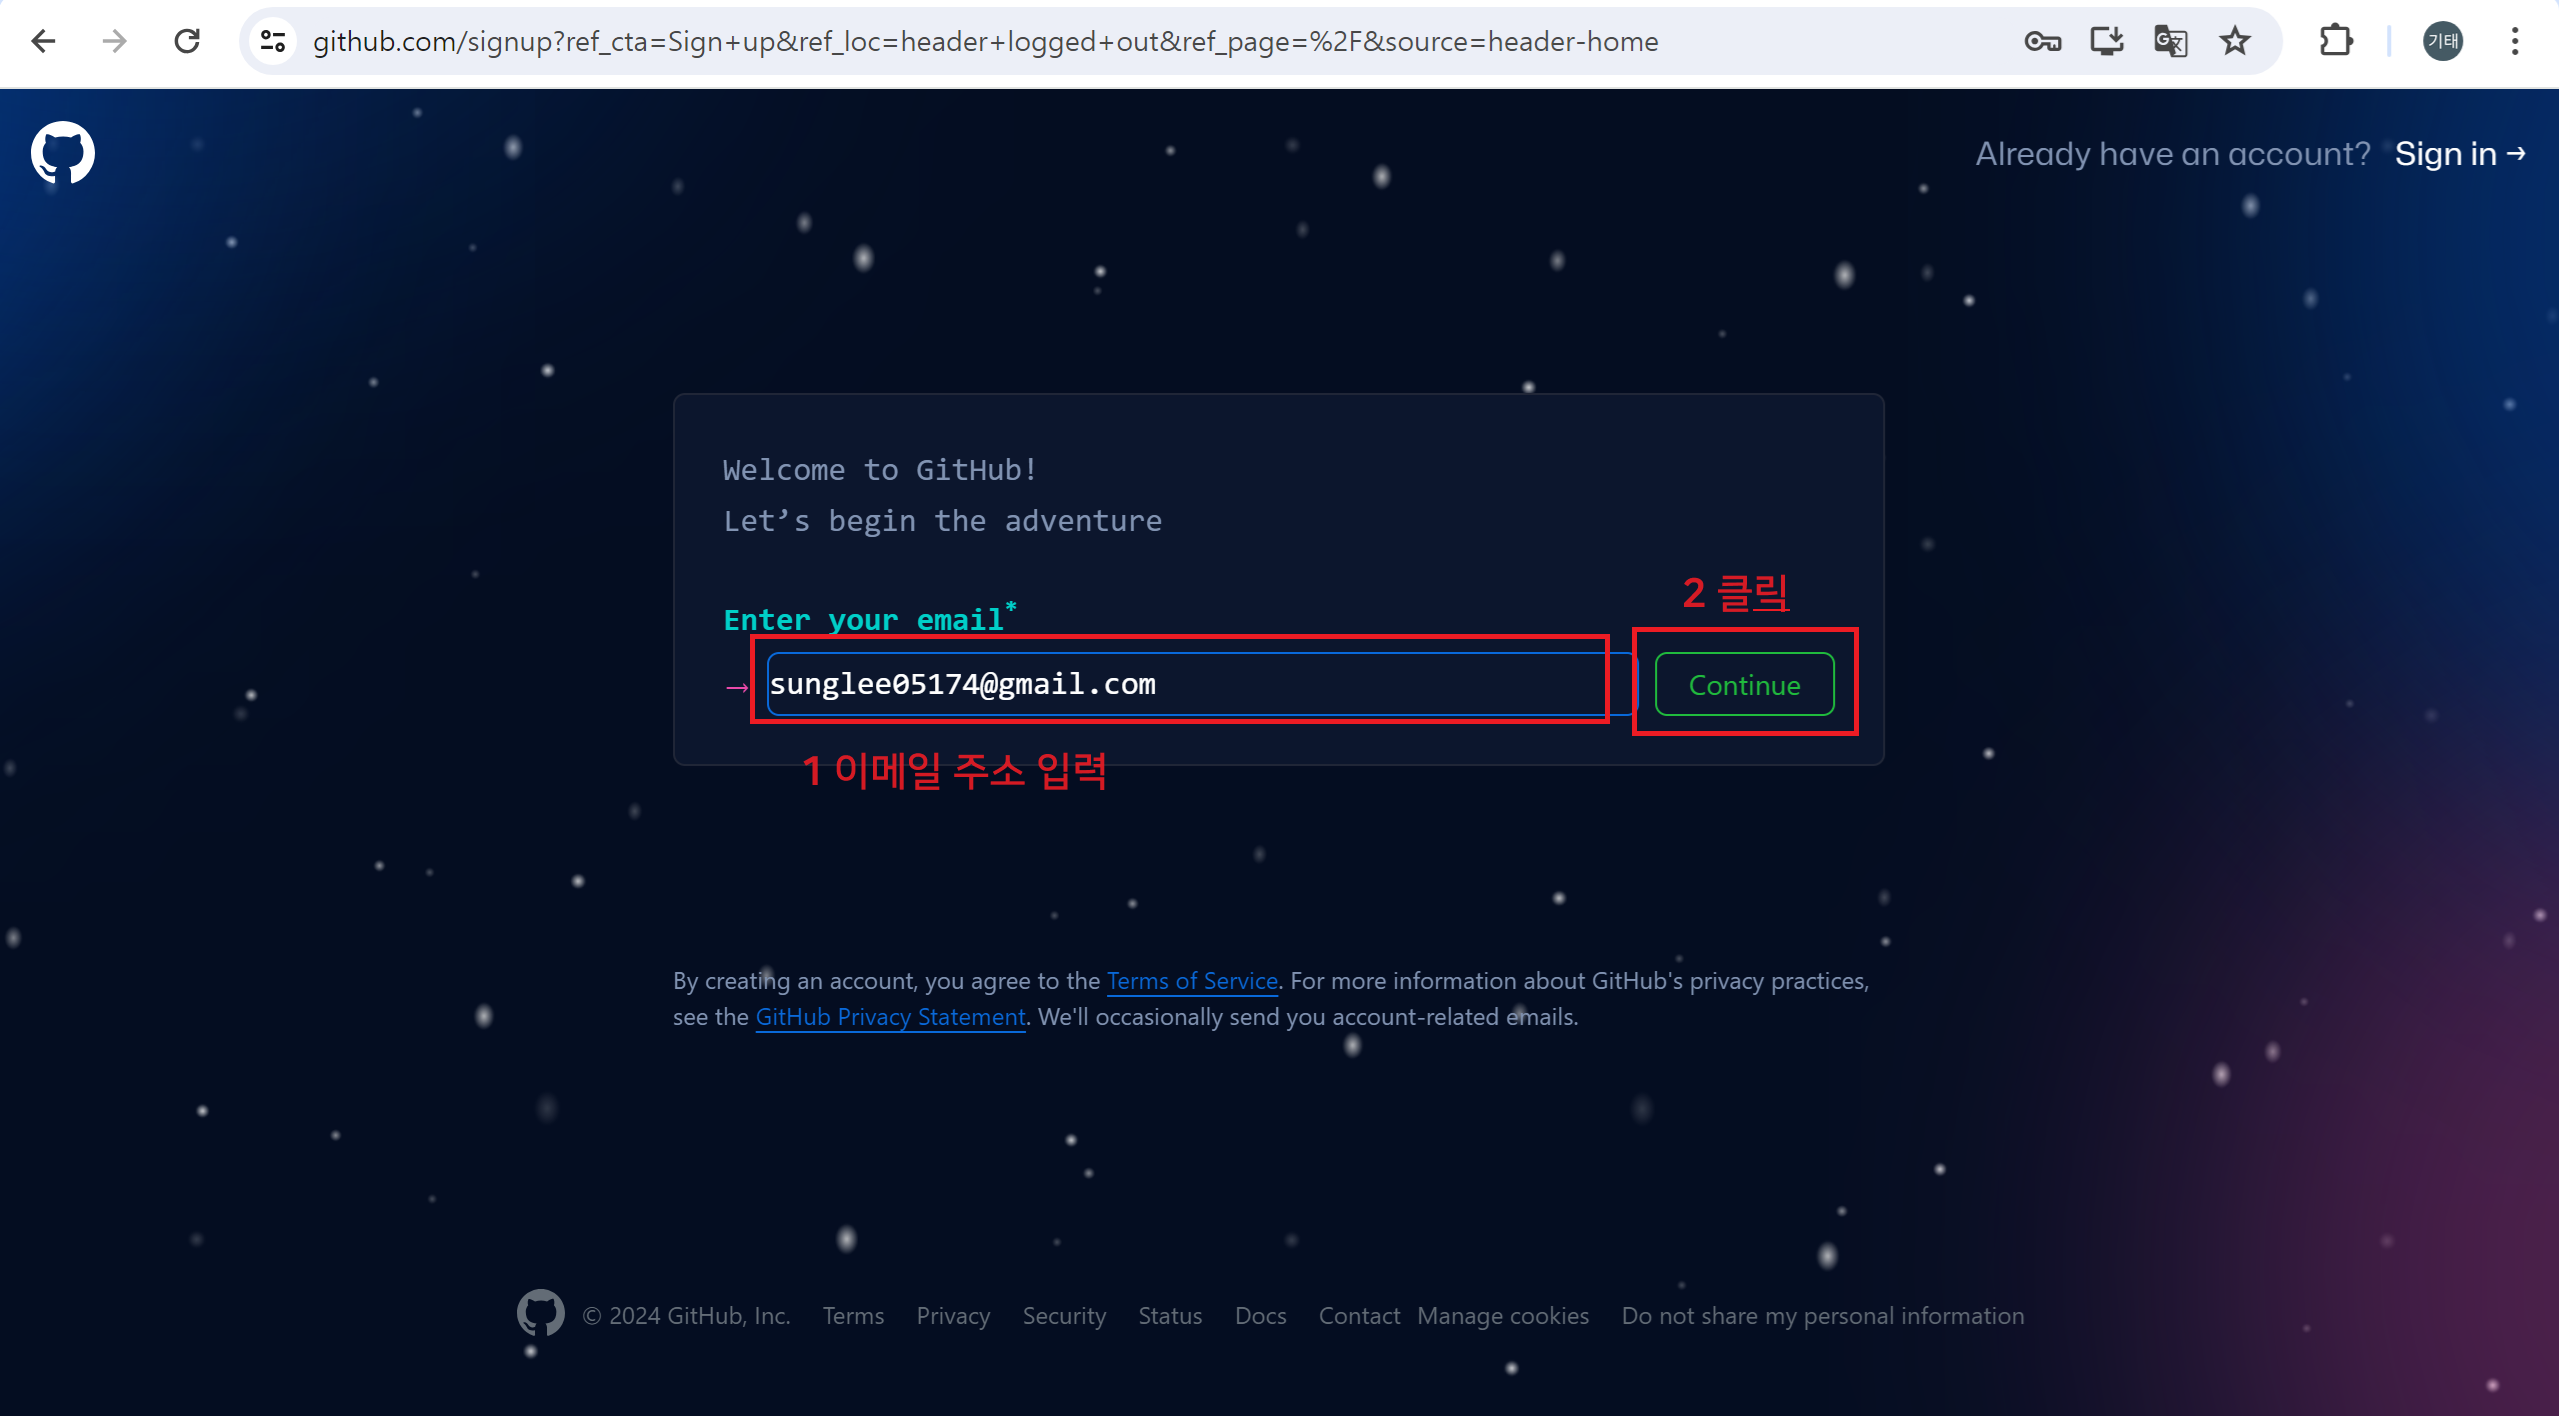 github.com/signup?ref_cta=Sign+up&ref_loc=header+logged+out&ref_page=%2F&source=header-home
기태
Already have an account? Sign in →
Welcome to GitHub!
Let’s begin the adventure
2 클릭
Enter your email*
→ sunglee05174@gmail.com Continue
1 이메일 주소 입력
By creating an account, you agree to the Terms of Service. For more information about GitHub's privacy practices,
see the GitHub Privacy Statement. We'll occasionally send you account-related emails.
© 2024 GitHub, Inc. Terms Privacy Security Status Docs Contact Manage cookies Do not share my personal information